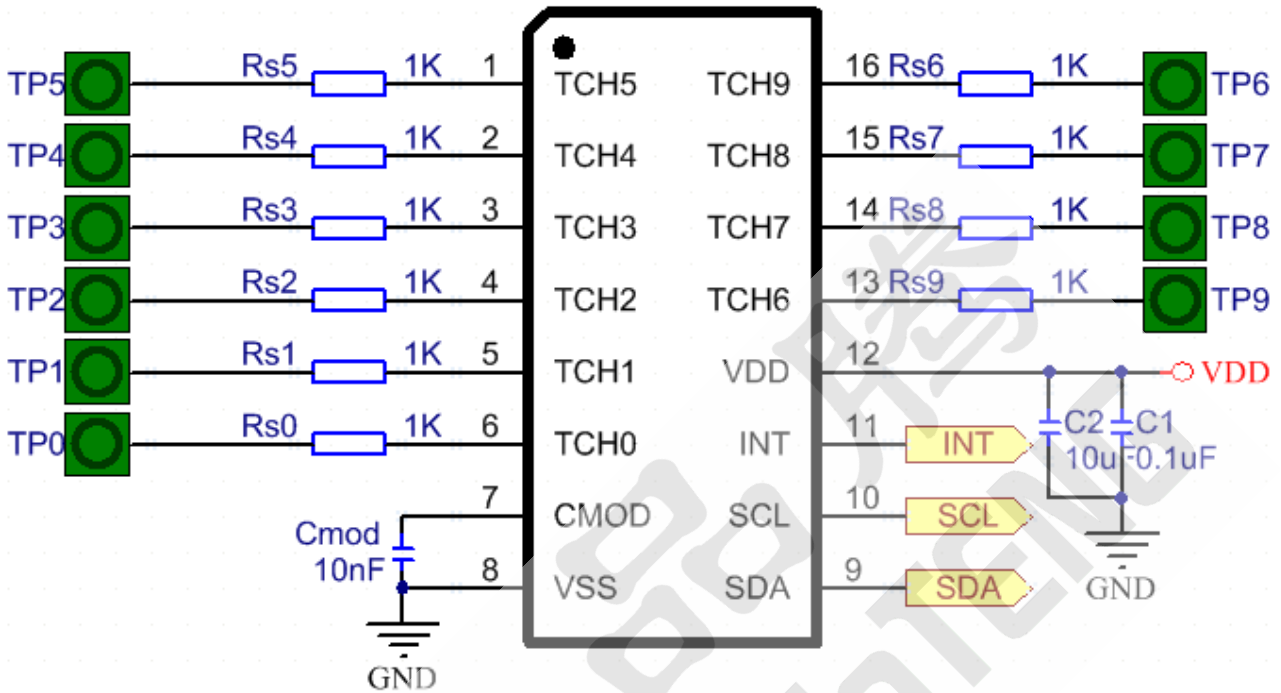 TP5 Rs5 1K 1 TCH5 TCH9 16 Rs6 1K TP6
TP4 Rs4 1K 2 TCH4 TCH8 15 Rs7 1K TP7
TP3 Rs3 1K 3 TCH3 TCH7 14 Rs8 1K TP8
TP2 Rs2 1K 4 TCH2 TCH6 13 Rs9 1K TP9
TP1 Rs1 1K 5 TCH1 VDD 12 VDD
TP0 Rs0 1K 6 TCH0 INT 11 INT
C2 C1
10uF 0.1uF
7 CMOD SCL 10 SCL
Cmod
10nF
8 VSS SDA 9 SDA
GND
GND
品腾